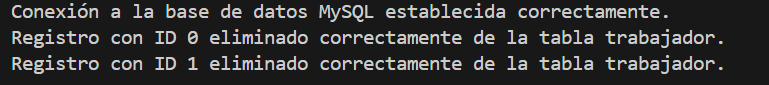 Conexión a la base de datos MySQL establecida correctamente.
Registro con ID 0 eliminado correctamente de la tabla trabajador.
Registro con ID 1 eliminado correctamente de la tabla trabajador.